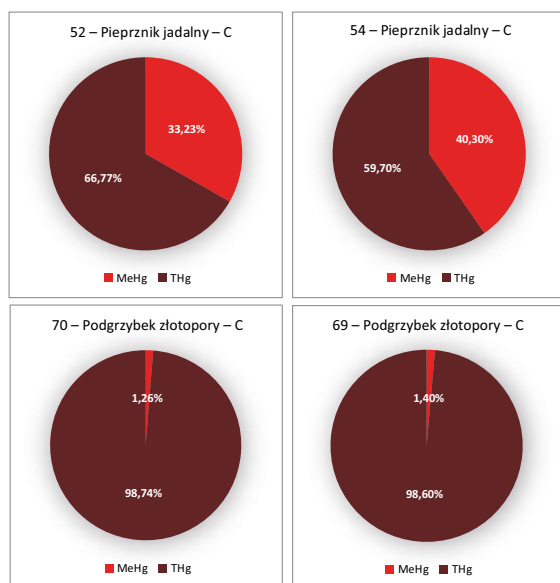 52 – Pieprznik jadalny – C
33,23%
66,77%
MeHg THg
54 – Pieprznik jadalny – C
40,30%
59,70%
MeHg THg
70 – Podgrzybek złotopory – C
1,26%
98,74%
MeHg THg
69 – Podgrzybek złotopory – C
1,40%
98,60%
MeHg THg